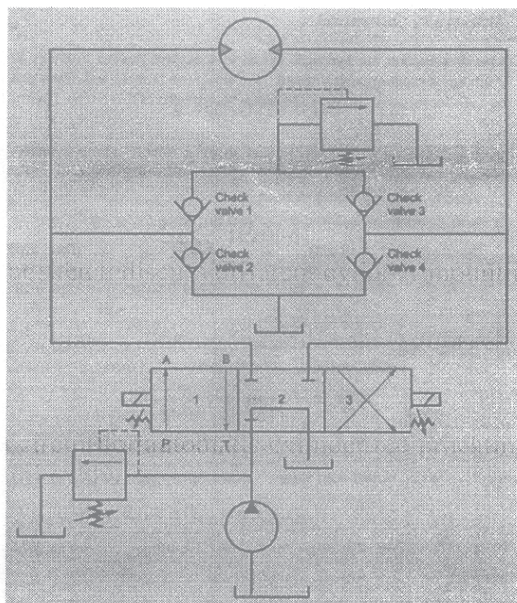 Check
valve 1
Check
valve 3
Check
valve 2
Check
valve 4
A
B
1
2
3
P
T